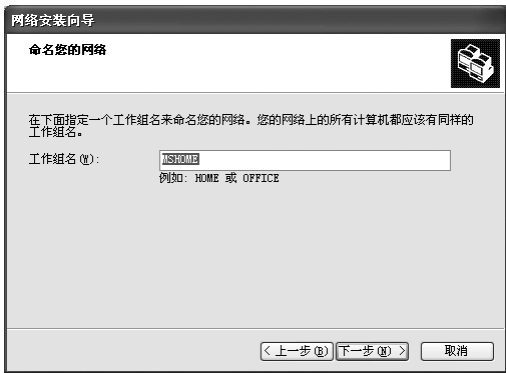 网络安装向导
命名您的网络
在下面指定一个工作组名来命名您的网络。您的网络上的所有计算机都应该有同样的
工作组名。
工作组名(W): MSHOME
例如: HOME 或 OFFICE
< 上一步(B) 下一步(N) > 取消